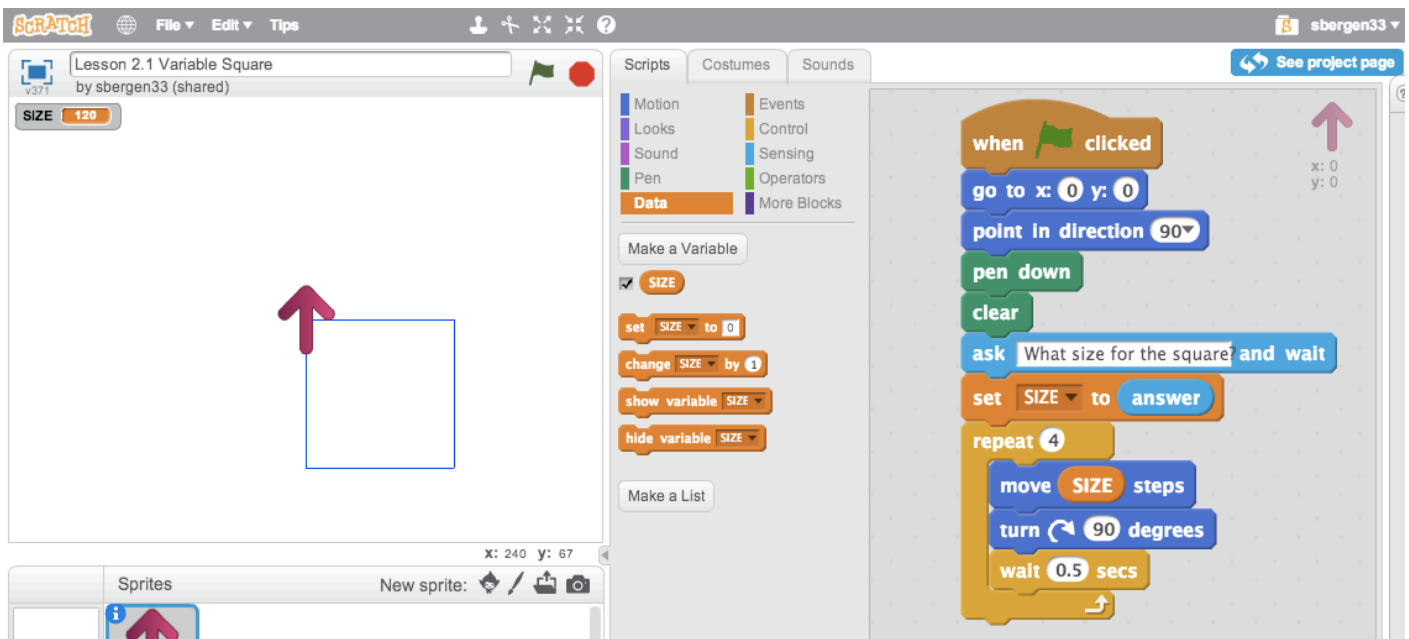 SCRATCH File Edit Tips sbergen33
Lesson 2.1 Variable Square
v371 by sbergen33 (shared)
SIZE 120
x: 240 y: 67
Sprites New sprite:
Scripts Costumes Sounds
See project page
Motion Events
Looks Control
Sound Sensing
Pen Operators
Data More Blocks
Make a Variable
SIZE
set SIZE to 0
change SIZE by 1
show variable SIZE
hide variable SIZE
Make a List
when clicked
go to x: 0 y: 0
point in direction 90
pen down
clear
ask What size for the square? and wait
set SIZE to answer
repeat 4
move SIZE steps
turn 90 degrees
wait 0.5 secs
x: 0
y: 0